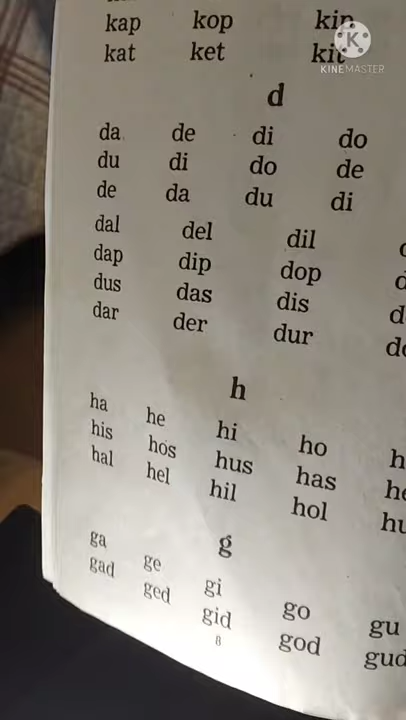 kap kop kin
kat ket kit
KINEMASTER
d
da de di do
du di do de
de da du di
dal del dil
dap dip dop
dus das dis
dar der dur
h
ha he hi ho
his hos hus has
hal hel hil hol
g
ga ge gi go gu
gad ged gid god gud
8